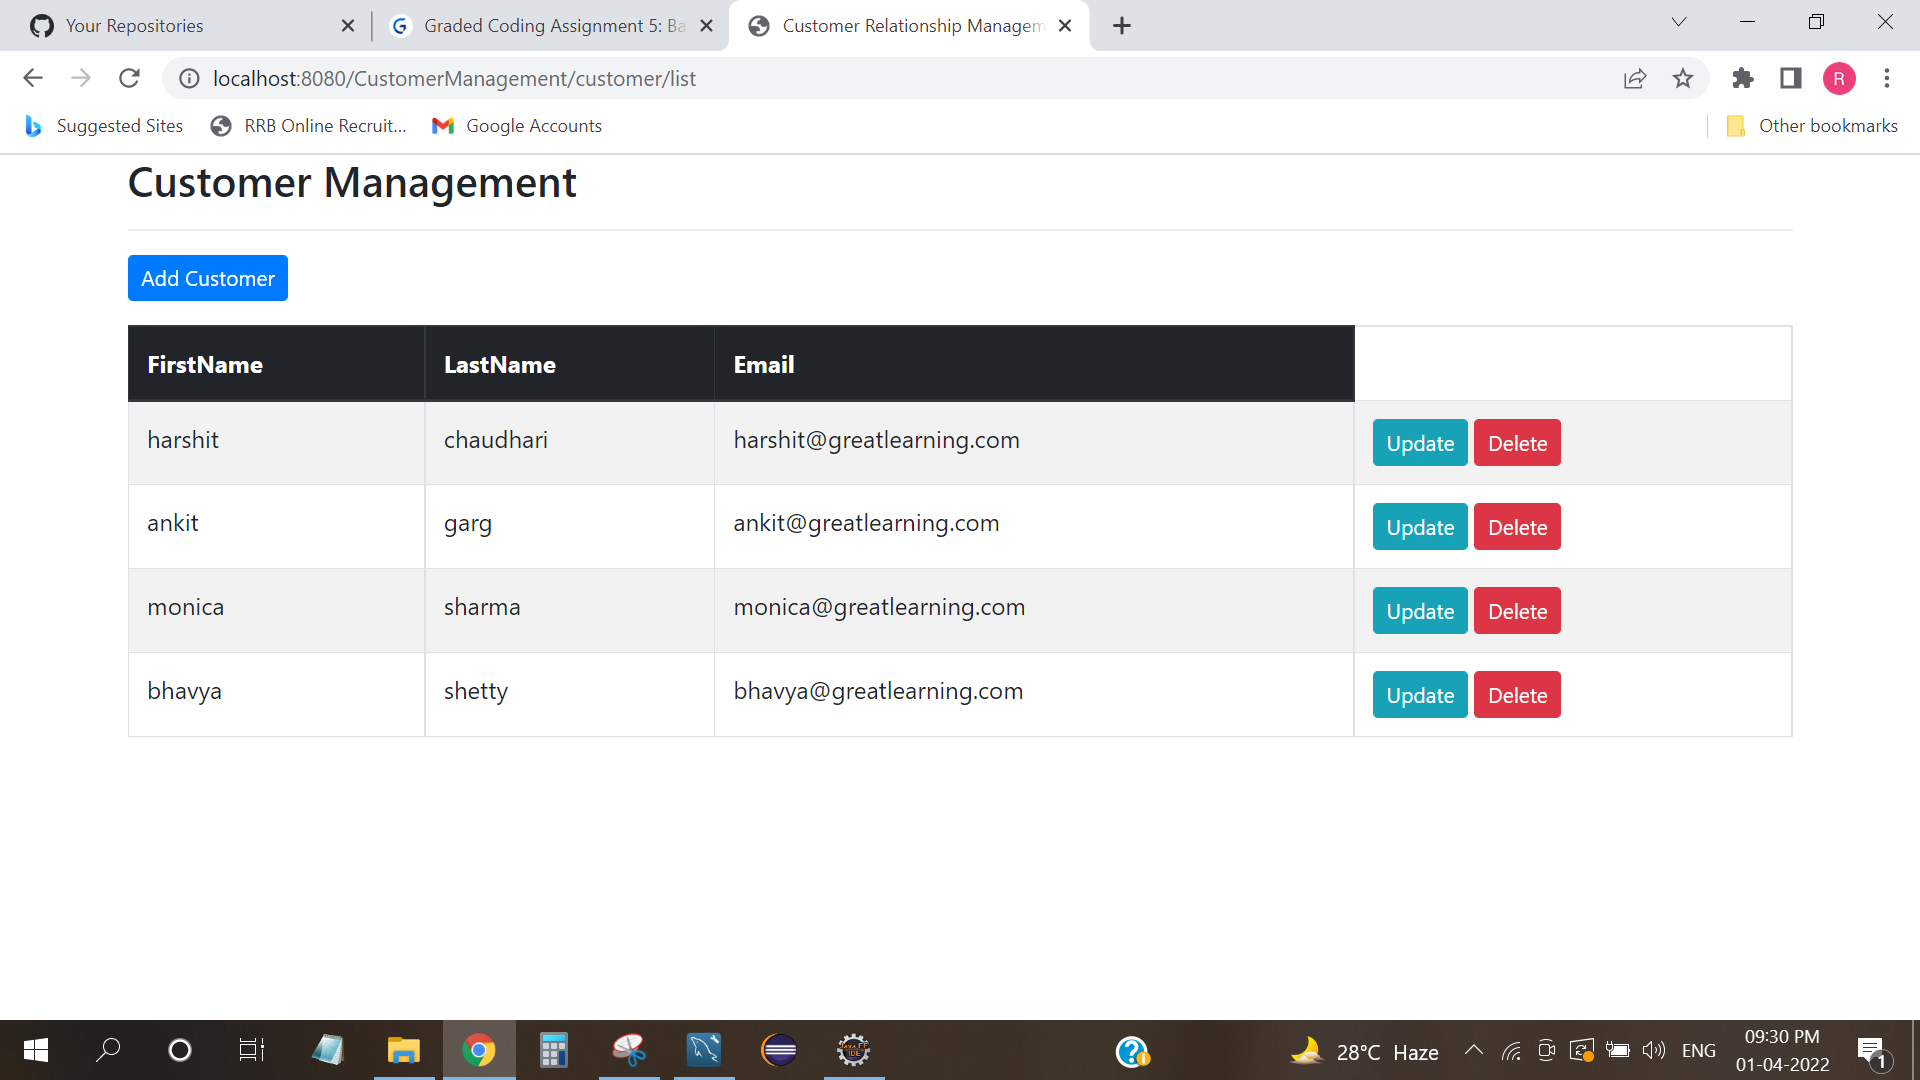 Your Repositories
Graded Coding Assignment 5: Ba
Customer Relationship Managem
localhost:8080/CustomerManagement/customer/list
R
Suggested Sites
RRB Online Recruit...
Google Accounts
Other bookmarks
Customer Management
Add Customer
FirstName LastName Email
harshit chaudhari harshit@greatlearning.com Update Delete
ankit garg ankit@greatlearning.com Update Delete
monica sharma monica@greatlearning.com Update Delete
bhavya shetty bhavya@greatlearning.com Update Delete
Java EE
IDE
28°C Haze
ENG
09:30 PM
01-04-2022
1